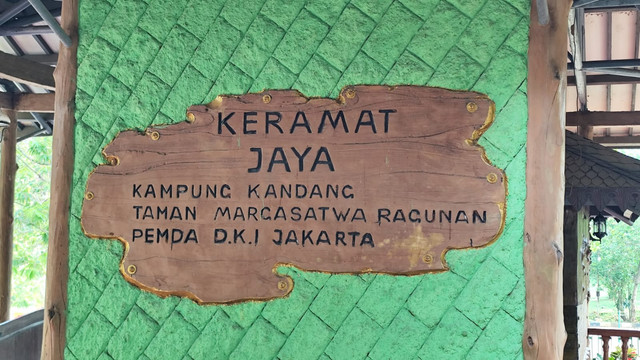 KERAMAT
JAYA
KAMPUNG KANDANG
TAMAN MARGASATWA RAGUNAN
PEMDA D.K.I JAKARTA